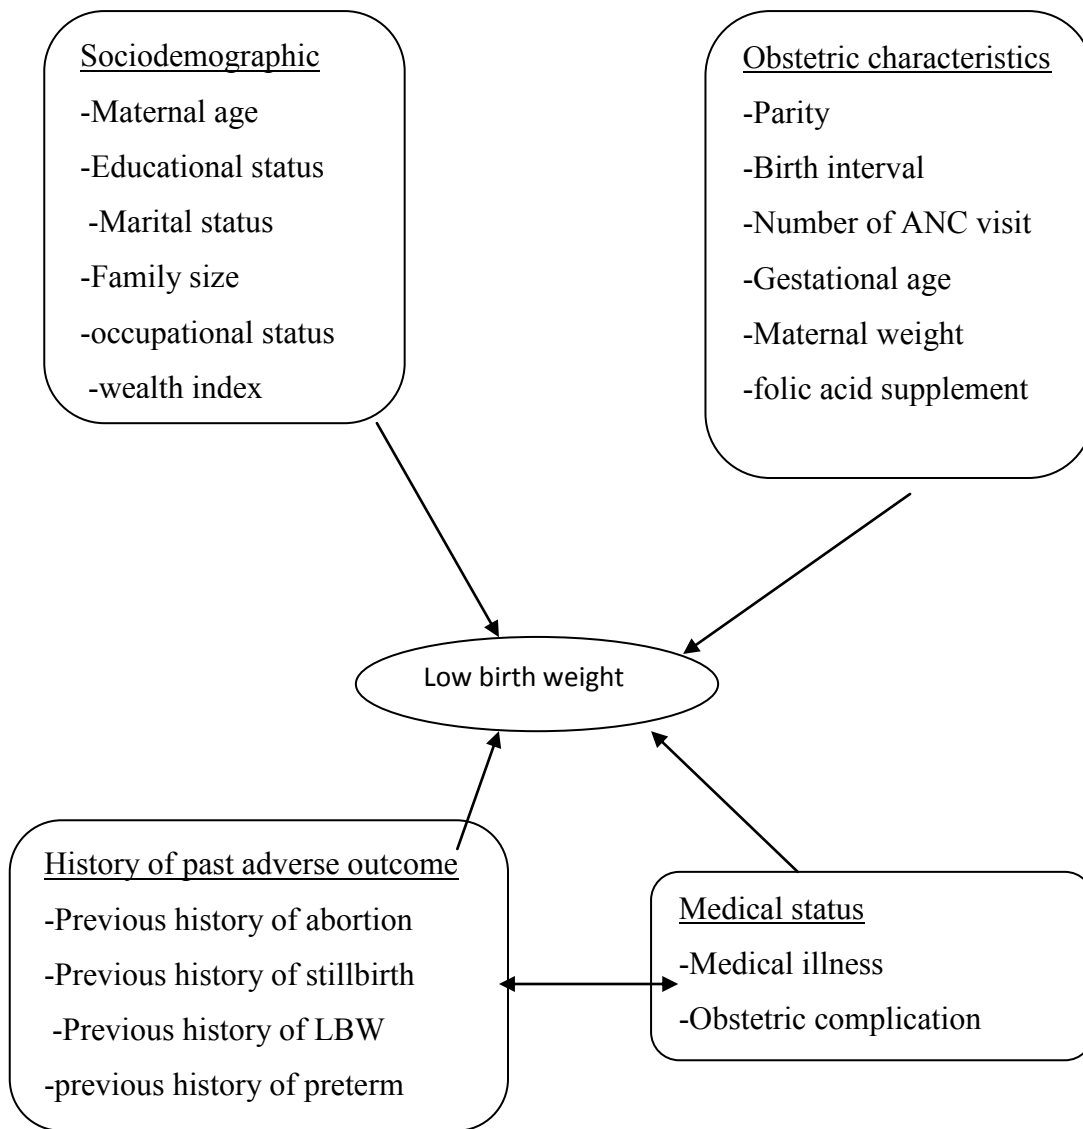 Sociodemographic
-Maternal age
-Educational status
-Marital status
-Family size
-occupational status
-wealth index
Obstetric characteristics
-Parity
-Birth interval
-Number of ANC visit
-Gestational age
-Maternal weight
-folic acid supplement
Low birth weight
History of past adverse outcome
-Previous history of abortion
-Previous history of stillbirth
-Previous history of LBW
-previous history of preterm
Medical status
-Medical illness
-Obstetric complication